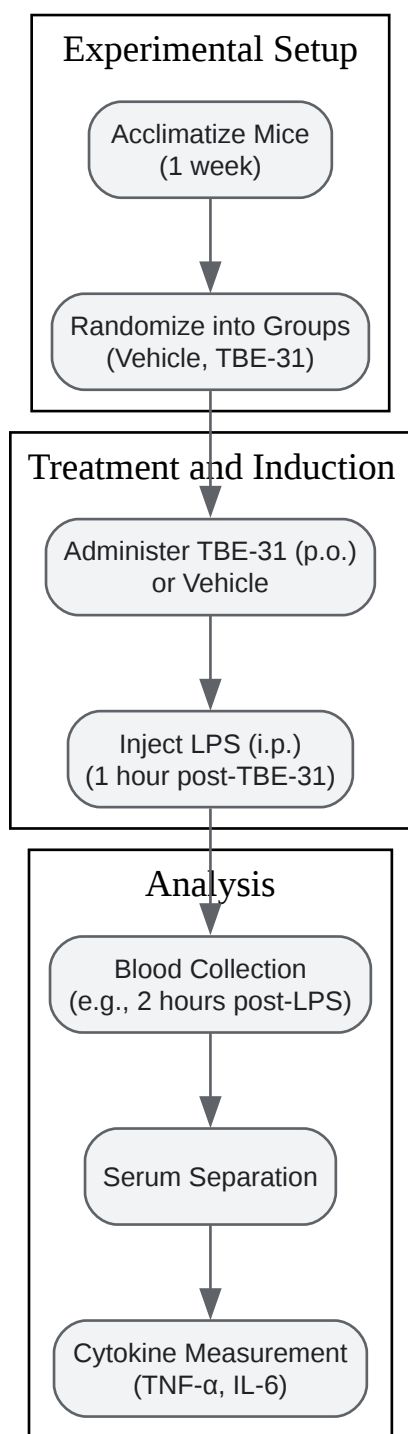 Experimental Setup
Acclimatize Mice
(1 week)
Randomize into Groups
(Vehicle, TBE-31)
Treatment and Induction
Administer TBE-31 (p.o.)
or Vehicle
Inject LPS (i.p.)
(1 hour post-TBE-31)
Analysis
Blood Collection
(e.g., 2 hours post-LPS)
Serum Separation
Cytokine Measurement
(TNF-α, IL-6)